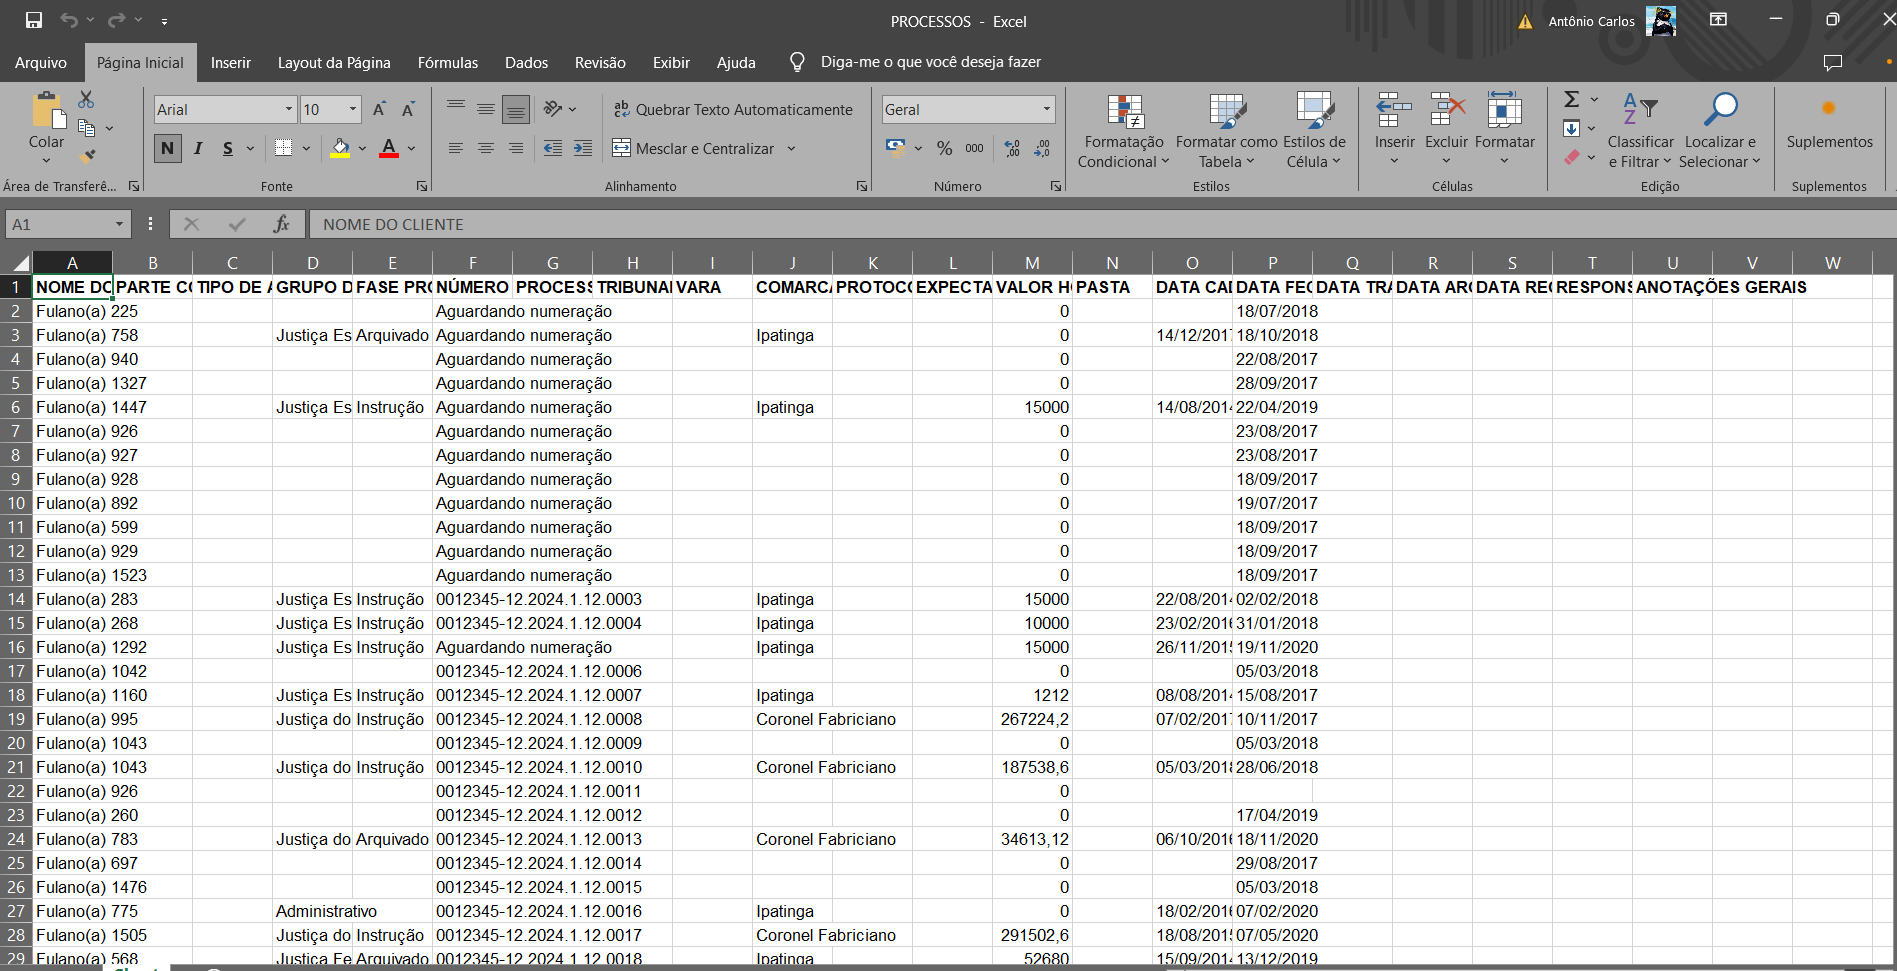 PROCESSOS - Excel
Antônio Carlos
Arquivo Página Inicial Inserir Layout da Página Fórmulas Dados Revisão Exibir Ajuda Diga-me o que você deseja fazer
Colar
Área de Transferê...
Arial 10
N I S A
Fonte
Quebrar Texto Automaticamente
Mesclar e Centralizar
Alinhamento
Geral
% 000
Número
Formatação Condicional
Formatar como Tabela
Estilos de Célula
Estilos
Inserir Excluir Formatar
Células
Classificar e Filtrar
Localizar e Selecionar
Edição
Suplementos
Suplementos
A1 fx NOME DO CLIENTE
A B C D E F G H I J K L M N O P Q R S T U V W
1 NOME DO PARTE CO TIPO DE A GRUPO D FASE PRO NÚMERO PROCESS TRIBUNAL VARA COMARCA PROTOCO EXPECTA VALOR HO PASTA DATA CAD DATA FEC DATA TRA DATA ARC DATA REC RESPONS ANOTAÇÕES GERAIS
2 Fulano(a) 225 Aguardando numeração 0 18/07/2018
3 Fulano(a) 758 Justiça Es Arquivado Aguardando numeração Ipatinga 0 14/12/2017 18/10/2018
4 Fulano(a) 940 Aguardando numeração 0 22/08/2017
5 Fulano(a) 1327 Aguardando numeração 0 28/09/2017
6 Fulano(a) 1447 Justiça Es Instrução Aguardando numeração Ipatinga 15000 14/08/2014 22/04/2019
7 Fulano(a) 926 Aguardando numeração 0 23/08/2017
8 Fulano(a) 927 Aguardando numeração 0 23/08/2017
9 Fulano(a) 928 Aguardando numeração 0 18/09/2017
10 Fulano(a) 892 Aguardando numeração 0 19/07/2017
11 Fulano(a) 599 Aguardando numeração 0 18/09/2017
12 Fulano(a) 929 Aguardando numeração 0 18/09/2017
13 Fulano(a) 1523 Aguardando numeração 0 18/09/2017
14 Fulano(a) 283 Justiça Es Instrução 0012345-12.2024.1.12.0003 Ipatinga 15000 22/08/2014 02/02/2018
15 Fulano(a) 268 Justiça Es Instrução 0012345-12.2024.1.12.0004 Ipatinga 10000 23/02/2016 31/01/2018
16 Fulano(a) 1292 Justiça Es Instrução Aguardando numeração Ipatinga 15000 26/11/2015 19/11/2020
17 Fulano(a) 1042 0012345-12.2024.1.12.0006 0 05/03/2018
18 Fulano(a) 1160 Justiça Es Instrução 0012345-12.2024.1.12.0007 Ipatinga 1212 08/08/2014 15/08/2017
19 Fulano(a) 995 Justiça do Instrução 0012345-12.2024.1.12.0008 Coronel Fabriciano 267224,2 07/02/2017 10/11/2017
20 Fulano(a) 1043 0012345-12.2024.1.12.0009 0 05/03/2018
21 Fulano(a) 1043 Justiça do Instrução 0012345-12.2024.1.12.0010 Coronel Fabriciano 187538,6 05/03/2018 28/06/2018
22 Fulano(a) 926 0012345-12.2024.1.12.0011 0
23 Fulano(a) 260 0012345-12.2024.1.12.0012 0 17/04/2019
24 Fulano(a) 783 Justiça do Arquivado 0012345-12.2024.1.12.0013 Coronel Fabriciano 34613,12 06/10/2016 18/11/2020
25 Fulano(a) 697 0012345-12.2024.1.12.0014 0 29/08/2017
26 Fulano(a) 1476 0012345-12.2024.1.12.0015 0 05/03/2018
27 Fulano(a) 775 Administrativo 0012345-12.2024.1.12.0016 Ipatinga 0 18/02/2016 07/02/2020
28 Fulano(a) 1505 Justiça do Instrução 0012345-12.2024.1.12.0017 Coronel Fabriciano 291502,6 18/08/2015 07/05/2020
29 Fulano(a) 568 Justiça Fe Arquivado 0012345-12.2024.1.12.0018 Ipatinga 52680 15/09/2014 13/12/2019